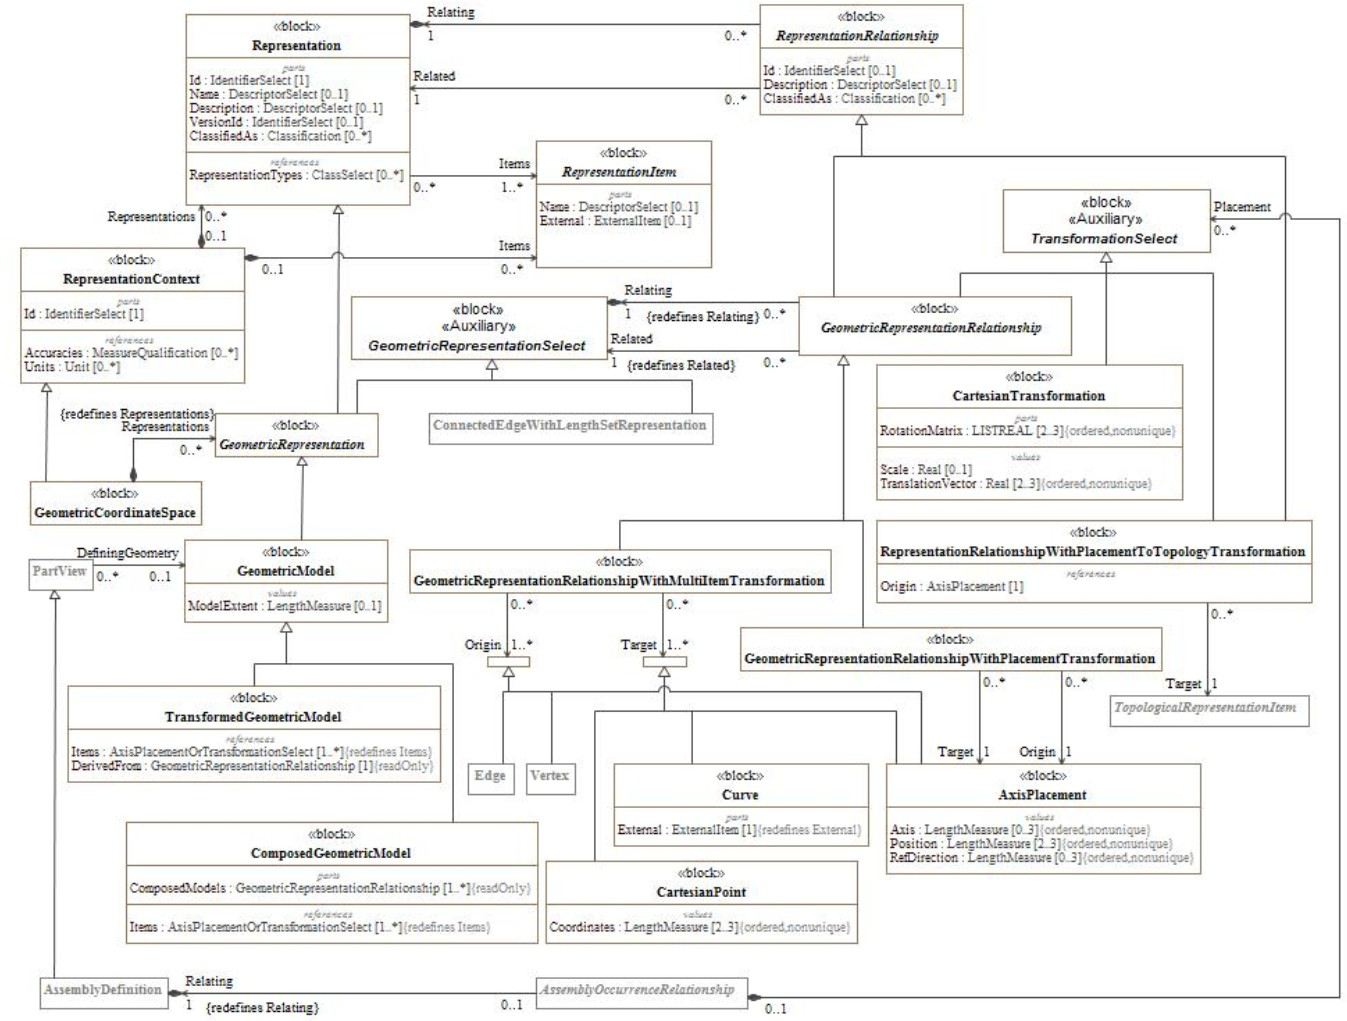 «block»
Representation
parts
Id : IdentifierSelect [1]
Name : DescriptorSelect [0..1]
Description : DescriptorSelect [0..1]
VersionId : IdentifierSelect [0..1]
ClassifiedAs : Classification [0..*]
references
RepresentationTypes : ClassSelect [0..*]
Relating
1
0..*
Related
1
0..*
«block»
RepresentationRelationship
parts
Id : IdentifierSelect [0..1]
Description : DescriptorSelect [0..1]
ClassifiedAs : Classification [0..*]
Items
0..*
1..*
«block»
RepresentationItem
parts
Name : DescriptorSelect [0..1]
External : ExternalItem [0..1]
Representations
0..*
0..1
Items
0..1
0..*
«block»
«Auxiliary»
TransformationSelect
Placement
0..*
«block»
RepresentationContext
parts
Id : IdentifierSelect [1]
references
Accuracies : MeasureQualification [0..*]
Units : Unit [0..*]
«block»
«Auxiliary»
GeometricRepresentationSelect
Relating
1
{redefines Relating}
0..*
Related
1
{redefines Related}
0..*
«block»
GeometricRepresentationRelationship
«block»
CartesianTransformation
parts
RotationMatrix : LISTREAL [2..3]{ordered,nonunique}
values
Scale : Real [0..1]
TranslationVector : Real [2..3]{ordered,nonunique}
{redefines Representations}
Representations
0..*
«block»
GeometricRepresentation
ConnectedEdgeWithLengthSetRepresentation
«block»
GeometricCoordinateSpace
PartView
DefiningGeometry
0..*
0..1
«block»
GeometricModel
values
ModelExtent : LengthMeasure [0..1]
«block»
GeometricRepresentationRelationshipWithMultiItemTransformation
0..*
0..*
Origin
1..*
Target
1..*
«block»
RepresentationRelationshipWithPlacementToTopologyTransformation
references
Origin : AxisPlacement [1]
0..*
Target
1
TopologicalRepresentationItem
«block»
GeometricRepresentationRelationshipWithPlacementTransformation
0..*
0..*
Target
1
Origin
1
«block»
TransformedGeometricModel
references
Items : AxisPlacementOrTransformationSelect [1..*]{redefines Items}
DerivedFrom : GeometricRepresentationRelationship [1]{readOnly}
Edge
Vertex
«block»
Curve
parts
External : ExternalItem [1]{redefines External}
«block»
AxisPlacement
values
Axis : LengthMeasure [0..3]{ordered,nonunique}
Position : LengthMeasure [2..3]{ordered,nonunique}
RefDirection : LengthMeasure [0..3]{ordered,nonunique}
«block»
ComposedGeometricModel
parts
ComposedModels : GeometricRepresentationRelationship [1..*]{readOnly}
references
Items : AxisPlacementOrTransformationSelect [1..*]{redefines Items}
«block»
CartesianPoint
values
Coordinates : LengthMeasure [2..3]{ordered,nonunique}
AssemblyDefinition
Relating
1
{redefines Relating}
0..1
AssemblyOccurrenceRelationship
0..1